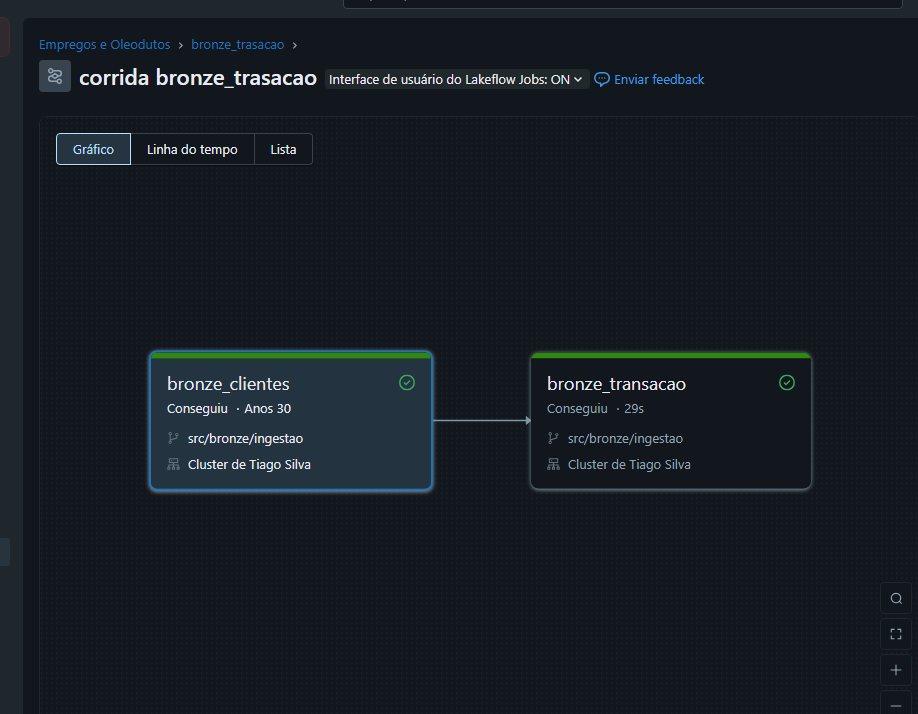 Empregos e Oleodutos › bronze_trasacao ›
corrida bronze_trasacao Interface de usuário do Lakeflow Jobs: ON Enviar feedback
Gráfico Linha do tempo Lista
bronze_clientes
Conseguiu · Anos 30
src/bronze/ingestao
Cluster de Tiago Silva
bronze_transacao
Conseguiu · 29s
src/bronze/ingestao
Cluster de Tiago Silva